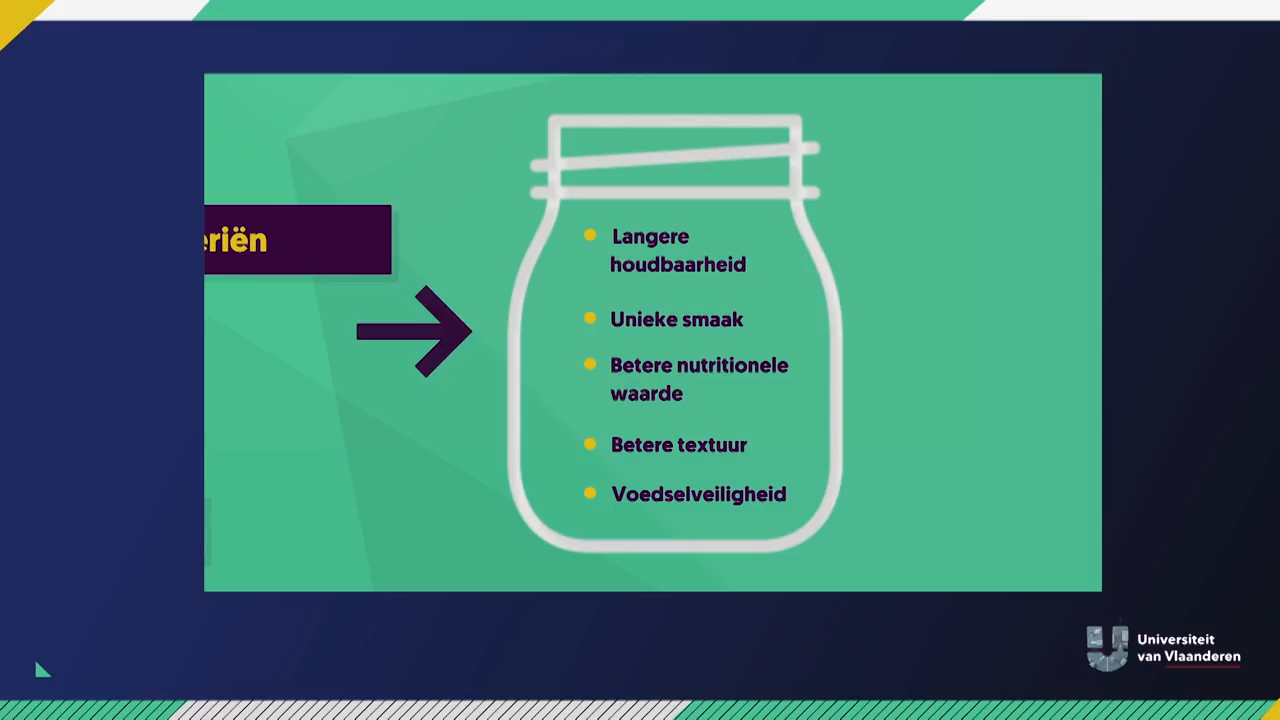 eriën
Langere
houdbaarheid
Unieke smaak
Betere nutritionele
waarde
Betere textuur
Voedselveiligheid
Universiteit
van Vlaanderen